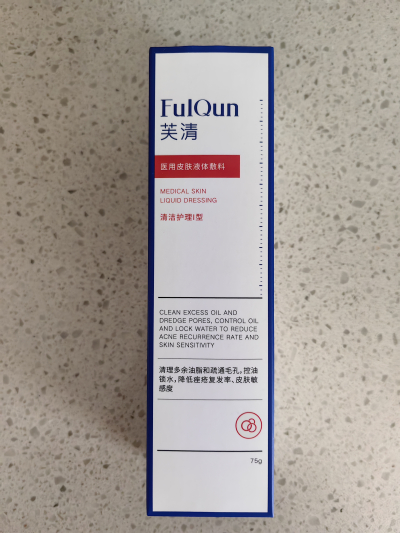 FulQun
芙清
医用皮肤液体敷料
MEDICAL SKIN
LIQUID DRESSING
清洁护理I型
CLEAN EXCESS OIL AND
DREDGE PORES, CONTROL OIL
AND LOCK WATER TO REDUCE
ACNE RECURRENCE RATE AND
SKIN SENSITIVITY
清理多余油脂和疏通毛孔,控油
锁水,降低痤疮复发率、皮肤敏
感度
75g